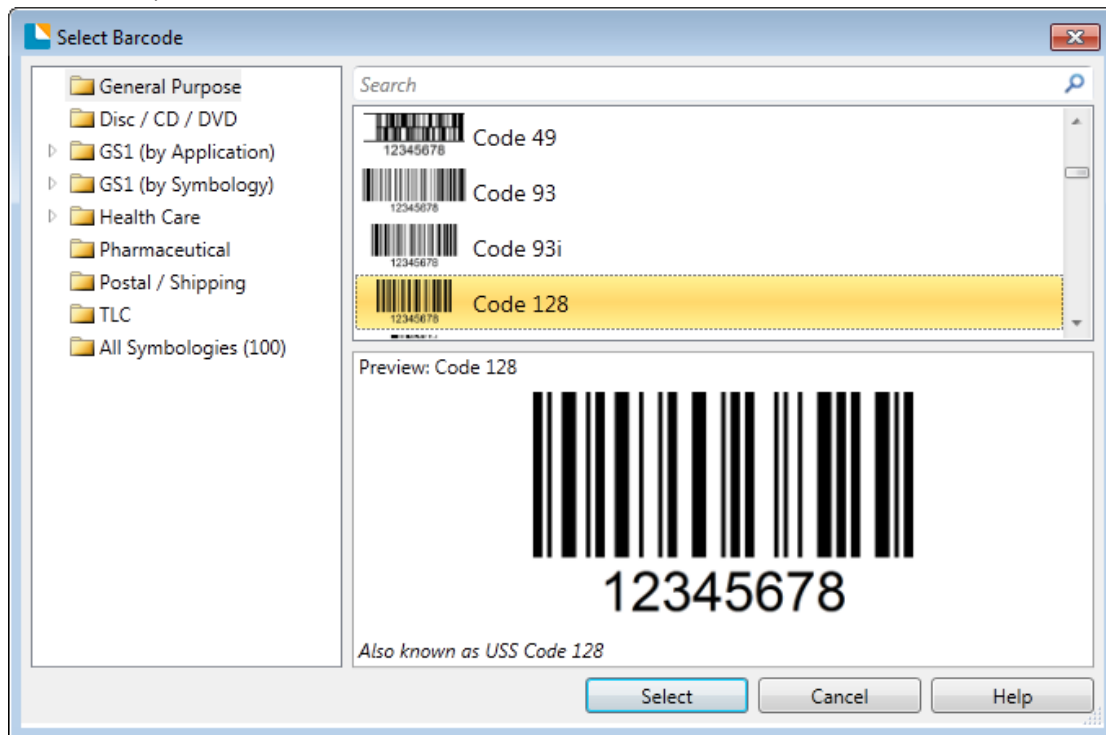 Select Barcode
General Purpose
Disc / CD / DVD
GS1 (by Application)
GS1 (by Symbology)
Health Care
Pharmaceutical
Postal / Shipping
TLC
All Symbologies (100)
Search
12345678
Code 49
12345678
Code 93
12345678
Code 93i
12345678
Code 128
Preview: Code 128
12345678
Also known as USS Code 128
Select
Cancel
Help